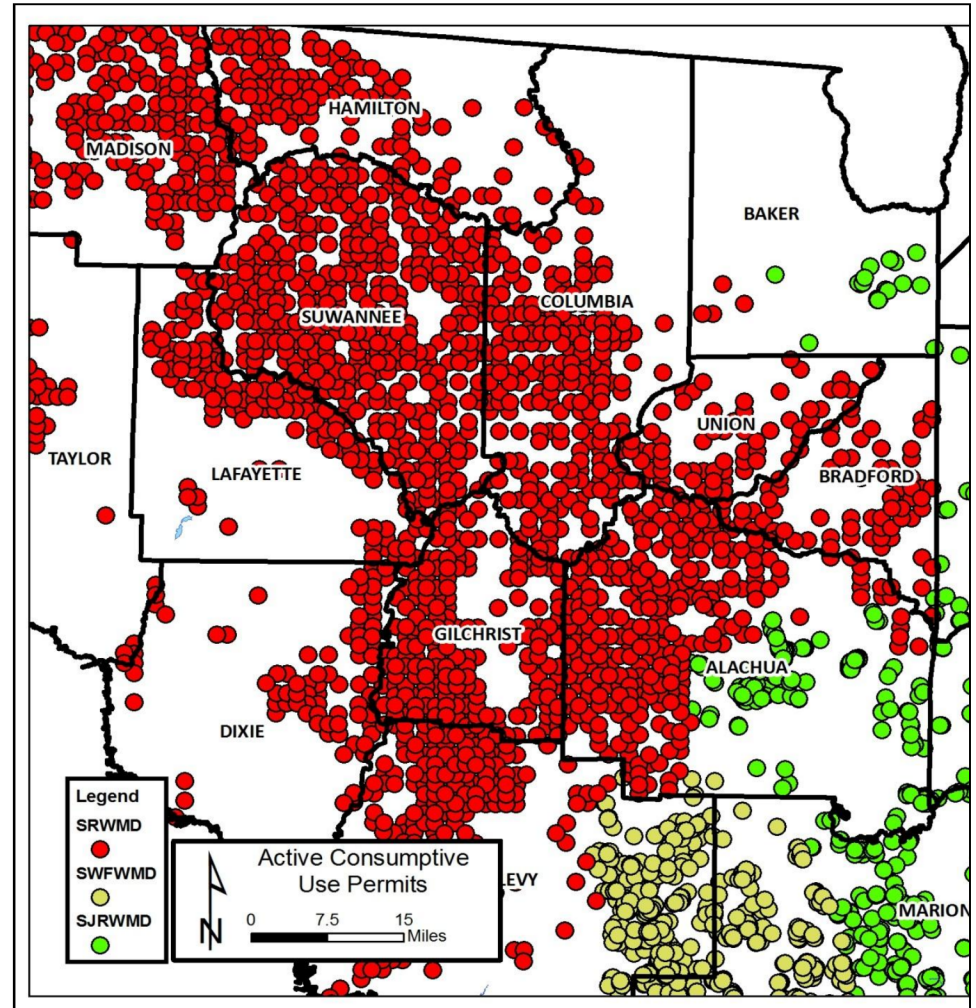 HAMILTON
MADISON
BAKER
COLUMBIA
SUWANNEE
UNION
TAYLOR
LAFAYETTE
BRADFORD
GILCHRIST
ALACHUA
DIXIE
Legend
SRWMD
SWFWMD
SJRWMD
Active Consumptive
Use Permits
N
0 7.5 15
Miles
EVY
MARION